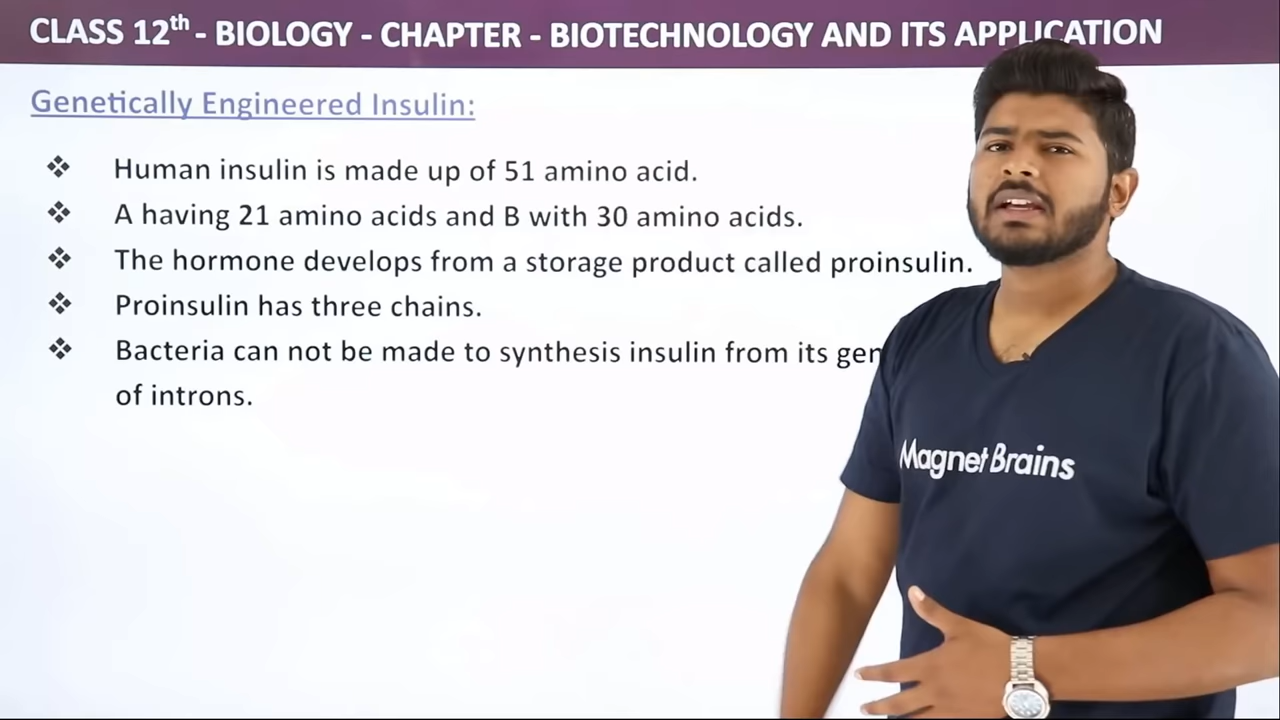 CLASS 12th - BIOLOGY - CHAPTER - BIOTECHNOLOGY AND ITS APPLICATION
Genetically Engineered Insulin:
❖ Human insulin is made up of 51 amino acid.
❖ A having 21 amino acids and B with 30 amino acids.
❖ The hormone develops from a storage product called proinsulin.
❖ Proinsulin has three chains.
❖ Bacteria can not be made to synthesis insulin from its
of introns.
Magnet Brains